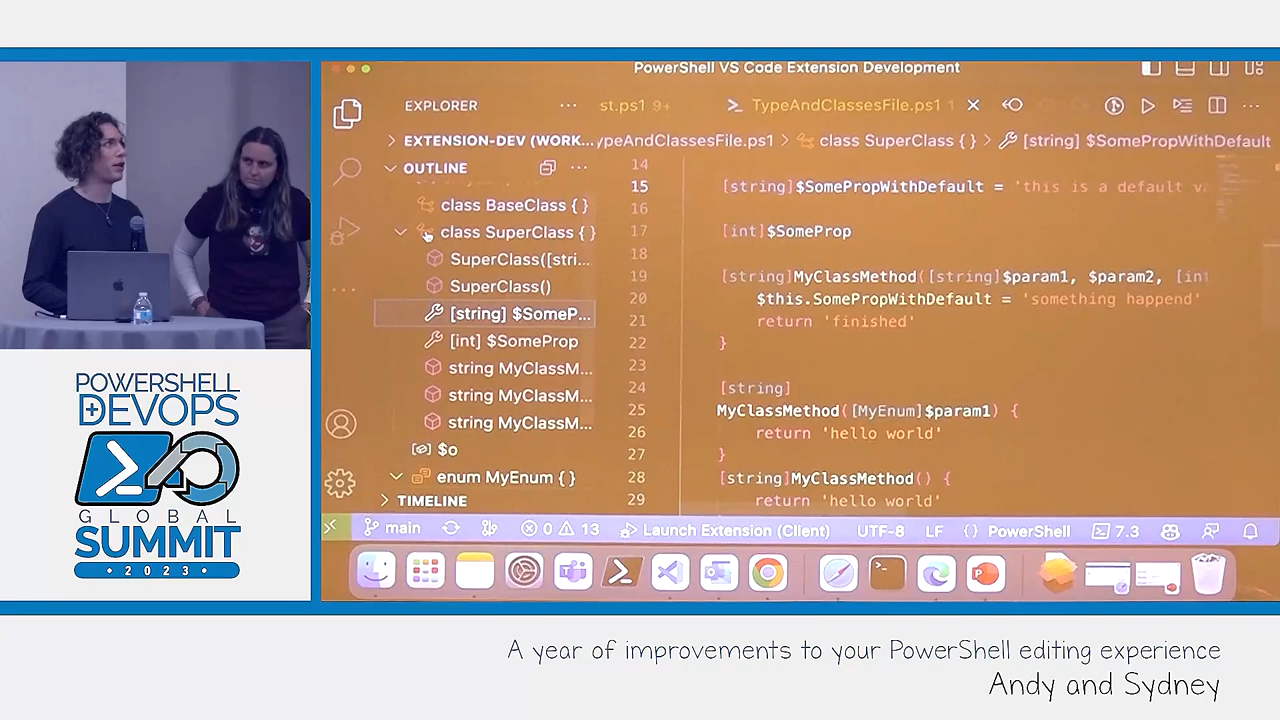 PowerShell VS Code Extension Development
EXPLORER
st.ps1 9+
TypeAndClassesFile.ps1 1
EXTENSION-DEV (WORK...
ypeAndClassesFile.ps1 > class SuperClass { } > [string] $SomePropWithDefault
OUTLINE
class BaseClass { }
class SuperClass { }
SuperClass([stri...
SuperClass()
[string] $SomeP...
[int] $SomeProp
string MyClassM...
string MyClassM...
string MyClassM...
$o
enum MyEnum { }
TIMELINE
14
15 [string]$SomePropWithDefault = 'this is a default v
16
17 [int]$SomeProp
18
19 [string]MyClassMethod([string]$param1, $param2, [int
20 $this.SomePropWithDefault = 'something happend'
21 return 'finished'
22 }
23
24 [string]
25 MyClassMethod([MyEnum]$param1) {
26 return 'hello world'
27 }
28 [string]MyClassMethod() {
29 return 'hello world'
main 0 13 Launch Extension (Client) UTF-8 LF { } PowerShell 7.3
POWERSHELL
+DEVOPS
GLOBAL
SUMMIT
• 2023 •
A year of improvements to your PowerShell editing experience
Andy and Sydney